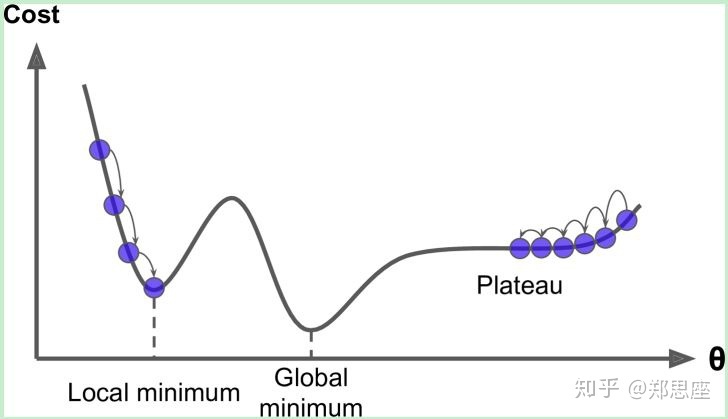 Cost
Plateau
θ
Local minimum
Global
minimum
知乎 @郑思座